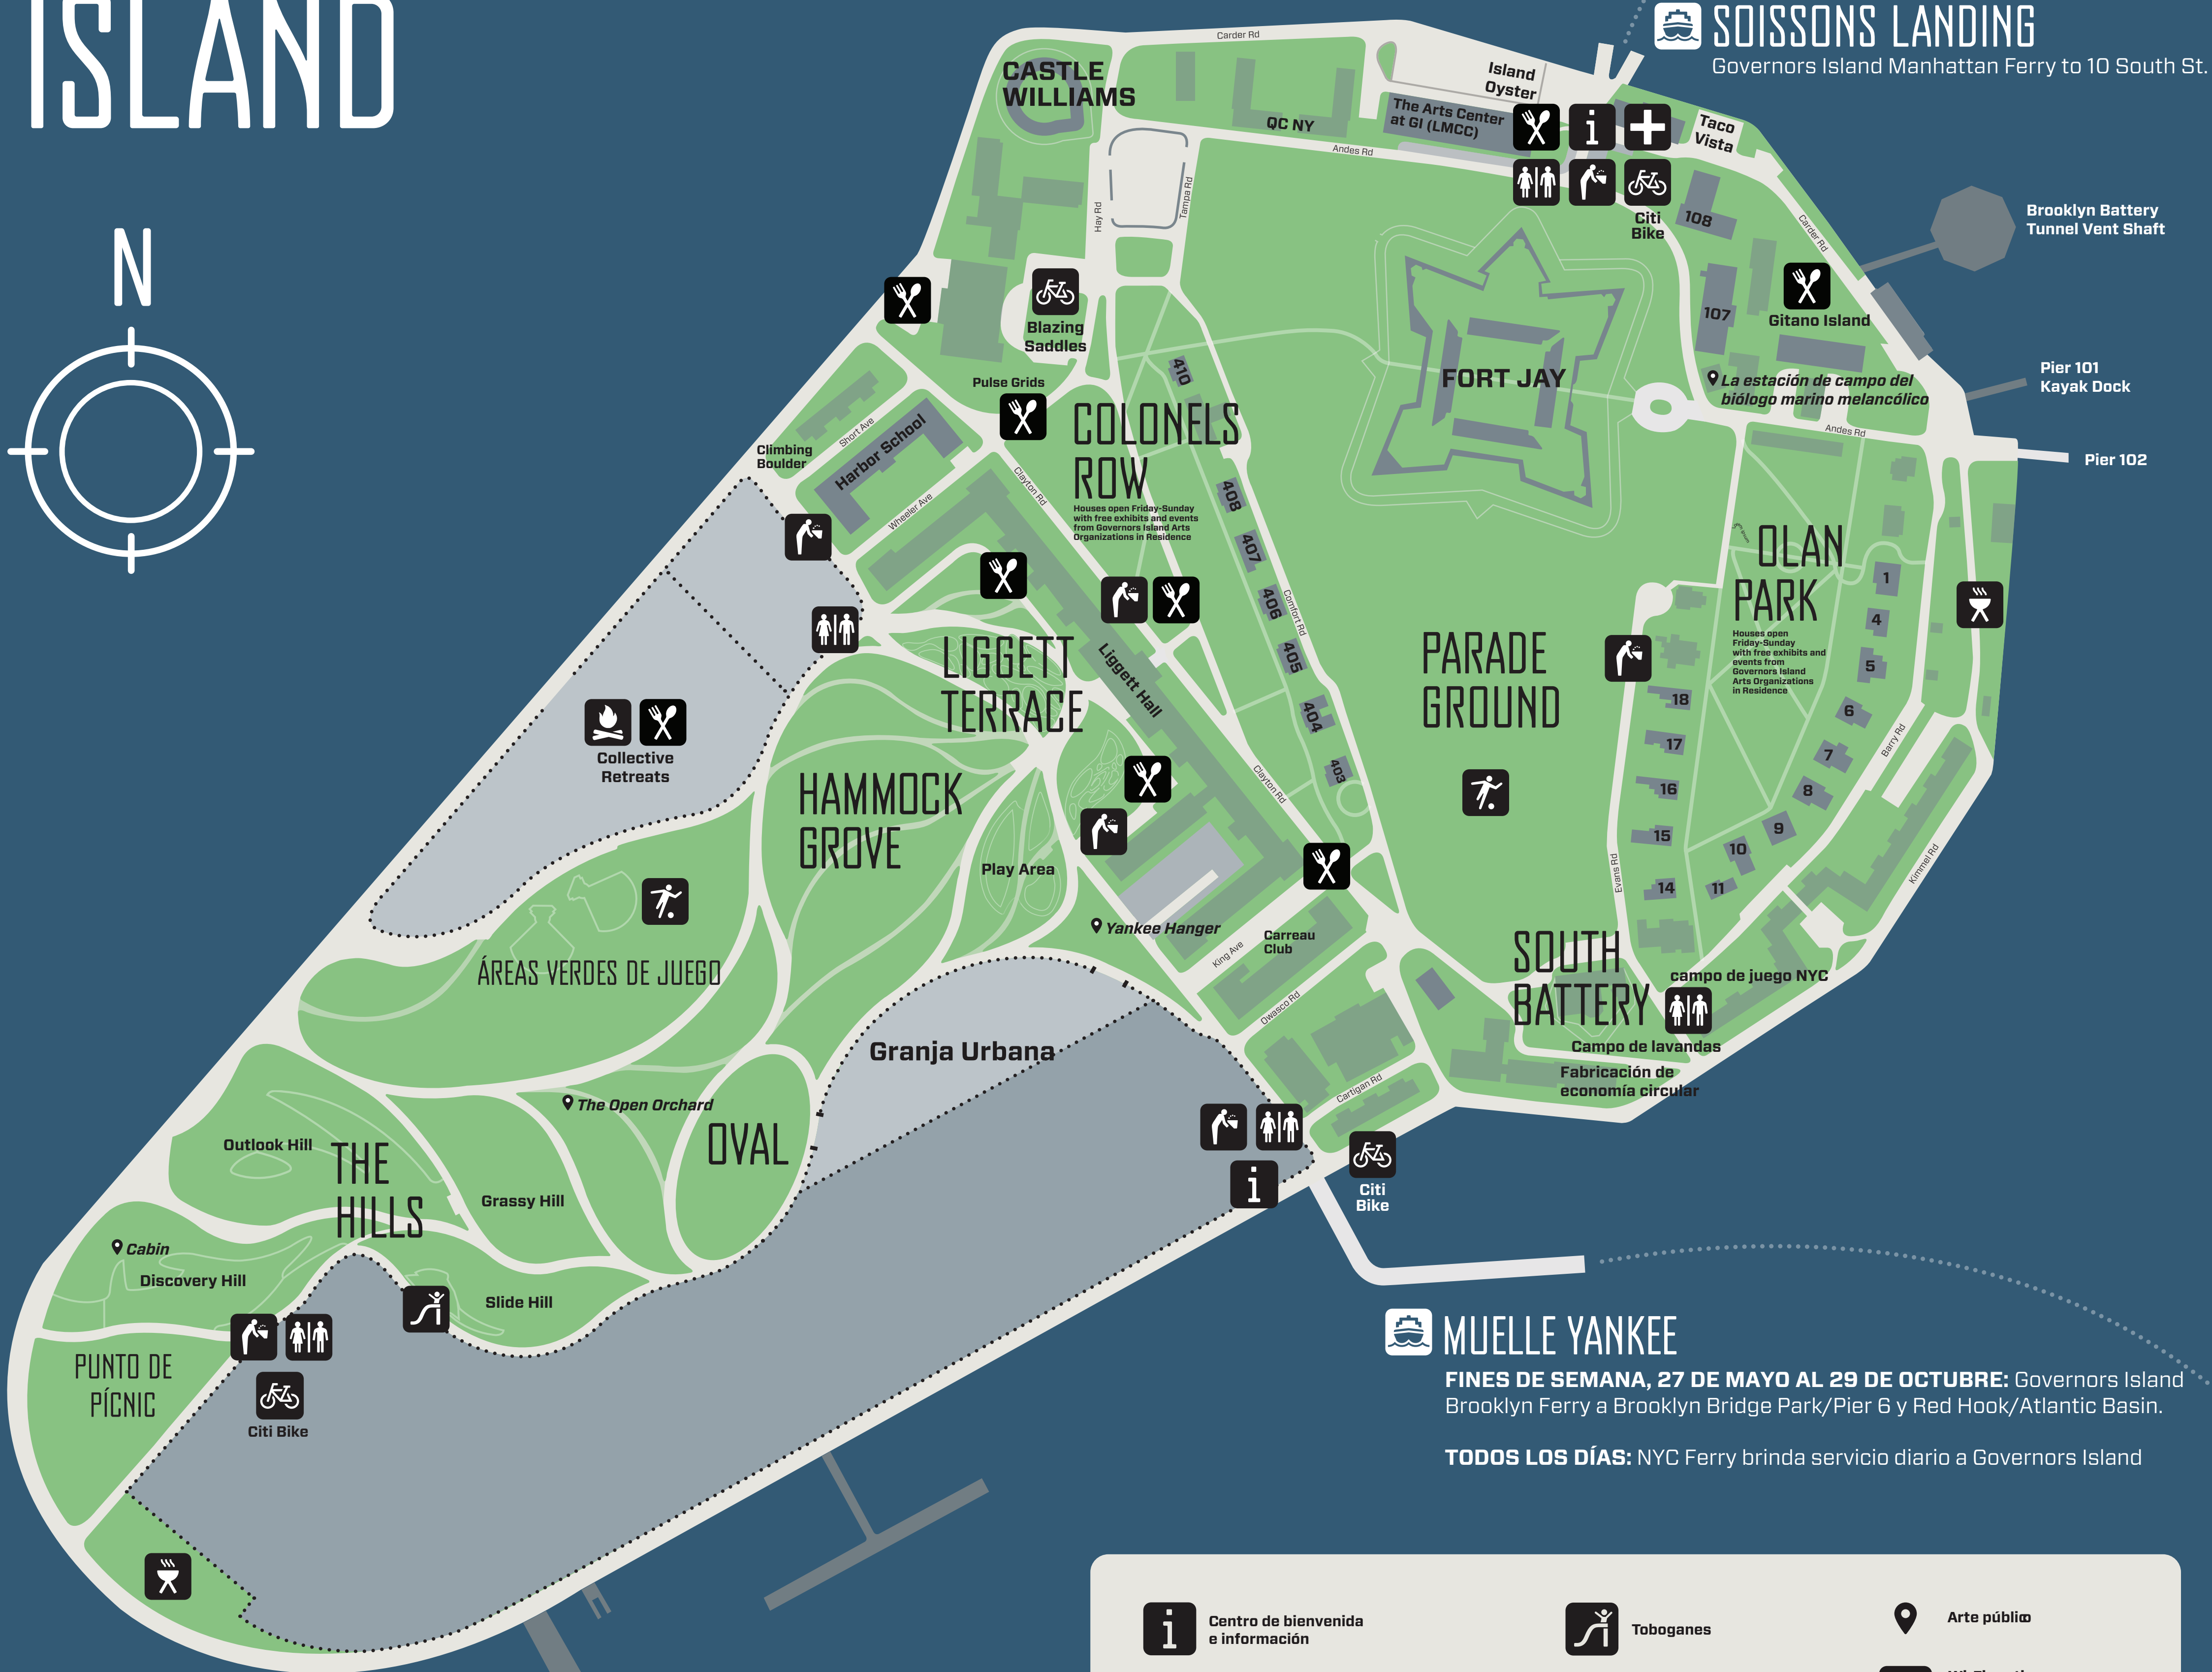 ISLAND
N
SOISSONS LANDING
Governors Island Manhattan Ferry to 10 South St.
Carder Rd
CASTLE
WILLIAMS
Island
Oyster
The Arts Center
at GI (LMCC)
QC NY
Andes Rd
Taco
Vista
Hay Rd
Tampa Rd
Citi
Bike
108
Carder Rd
Brooklyn Battery
Tunnel Vent Shaft
Blazing
Saddles
107
Gitano Island
Pier 101
Kayak Dock
Pulse Grids
410
FORT JAY
La estación de campo del
biólogo marino melancólico
Andes Rd
Pier 102
COLONELS
ROW
Houses open Friday-Sunday
with free exhibits and events
from Governors Island Arts
Organizations in Residence
Climbing
Boulder
Short Ave
Harbor School
Wheeler Ave
Clayton Rd
408
407
406
Comfort Rd
405
404
403
OLAN
PARK
Houses open
Friday-Sunday
with free exhibits and
events from
Governors Island
Arts Organizations
in Residence
1
4
5
6
7
8
9
10
11
14
15
16
17
18
Barry Rd
Kimmel Rd
Evans Rd
PARADE
GROUND
LIGGETT
TERRACE
Liggett Hall
Clayton Rd
Collective
Retreats
HAMMOCK
GROVE
Play Area
Yankee Hanger
King Ave
Carreau
Club
Owasco Rd
ÁREAS VERDES DE JUEGO
SOUTH
BATTERY
campo de juego NYC
Campo de lavandas
Fabricación de
economía circular
Granja Urbana
Cartigan Rd
The Open Orchard
OVAL
Outlook Hill
THE
HILLS
Grassy Hill
Citi
Bike
Cabin
Discovery Hill
Slide Hill
PUNTO DE
PÍCNIC
Citi Bike
MUELLE YANKEE
FINES DE SEMANA, 27 DE MAYO AL 29 DE OCTUBRE: Governors Island
Brooklyn Ferry a Brooklyn Bridge Park/Pier 6 y Red Hook/Atlantic Basin.
TODOS LOS DÍAS: NYC Ferry brinda servicio diario a Governors Island
Centro de bienvenida
e información
Toboganes
Arte público